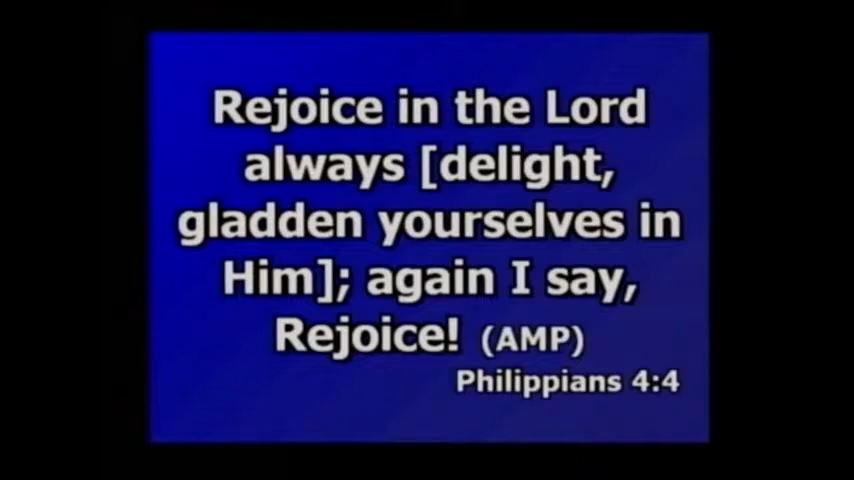 Rejoice in the Lord
always [delight,
gladden yourselves in
Him]; again I say,
Rejoice! (AMP)
Philippians 4:4